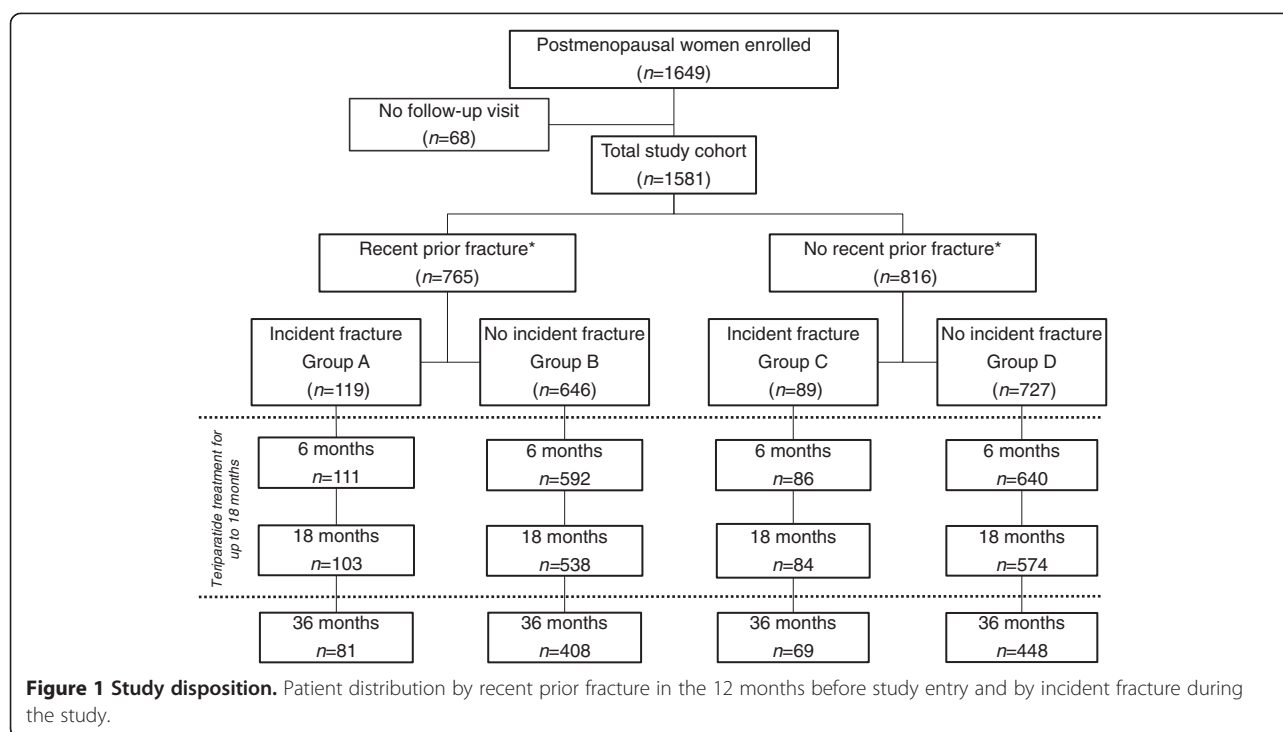 Postmenopausal women enrolled
(n=1649)
No follow-up visit
(n=68)
Total study cohort
(n=1581)
Recent prior fracture*
(n=765)
No recent prior fracture*
(n=816)
Incident fracture
Group A
(n=119)
No incident fracture
Group B
(n=646)
Incident fracture
Group C
(n=89)
No incident fracture
Group D
(n=727)
Teriparatide treatment for
up to 18 months
6 months
n=111
6 months
n=592
6 months
n=86
6 months
n=640
18 months
n=103
18 months
n=538
18 months
n=84
18 months
n=574
36 months
n=81
36 months
n=408
36 months
n=69
36 months
n=448
Figure 1 Study disposition. Patient distribution by recent prior fracture in the 12 months before study entry and by incident fracture during
the study.